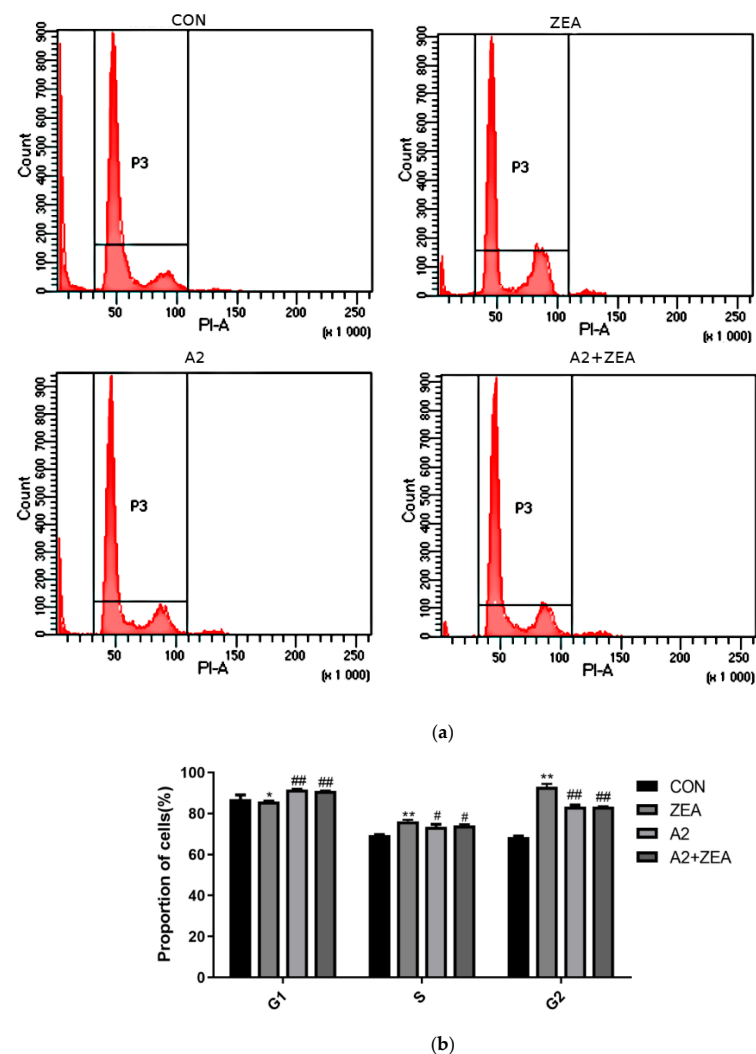 CON
900
800
700
600
500
400
300
200
100
0
Count
P3
50 100 150 200 250
PI-A
(x 1 000)
ZEA
900
800
700
600
500
400
300
200
100
0
Count
P3
50 100 150 200 250
PI-A
(x 1 000)
A2
900
800
700
600
500
400
300
200
100
0
Count
P3
50 100 150 200 250
PI-A
(x 1 000)
A2+ZEA
900
800
700
600
500
400
300
200
100
0
Count
P3
50 100 150 200 250
PI-A
(x 1 000)
(a)
Proportion of cells(%)
100
80
60
40
20
0
* ## ##
** # #
** ## ##
G1 S G2
CON
ZEA
A2
A2+ZEA
(b)